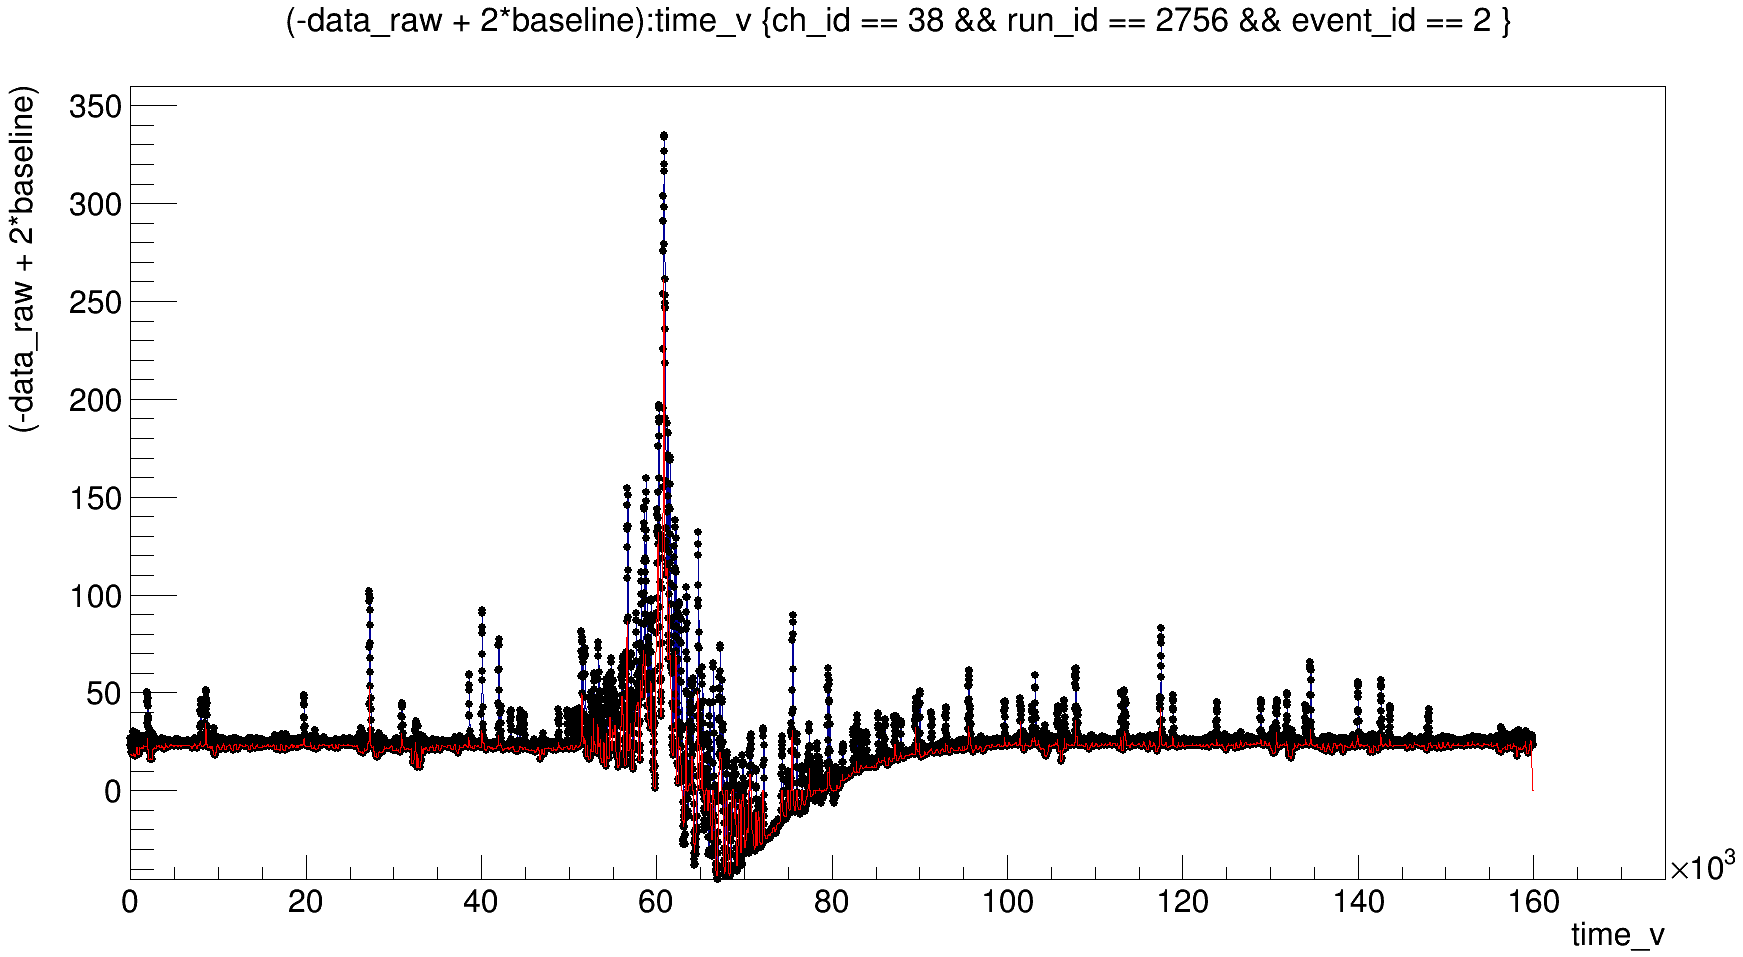 (-data_raw + 2*baseline):time_v {ch_id == 38 && run_id == 2756 && event_id == 2 }
(-data_raw + 2*baseline)
350
300
250
200
150
100
50
0
0 20 40 60 80 100 120 140 160
×10³
time_v